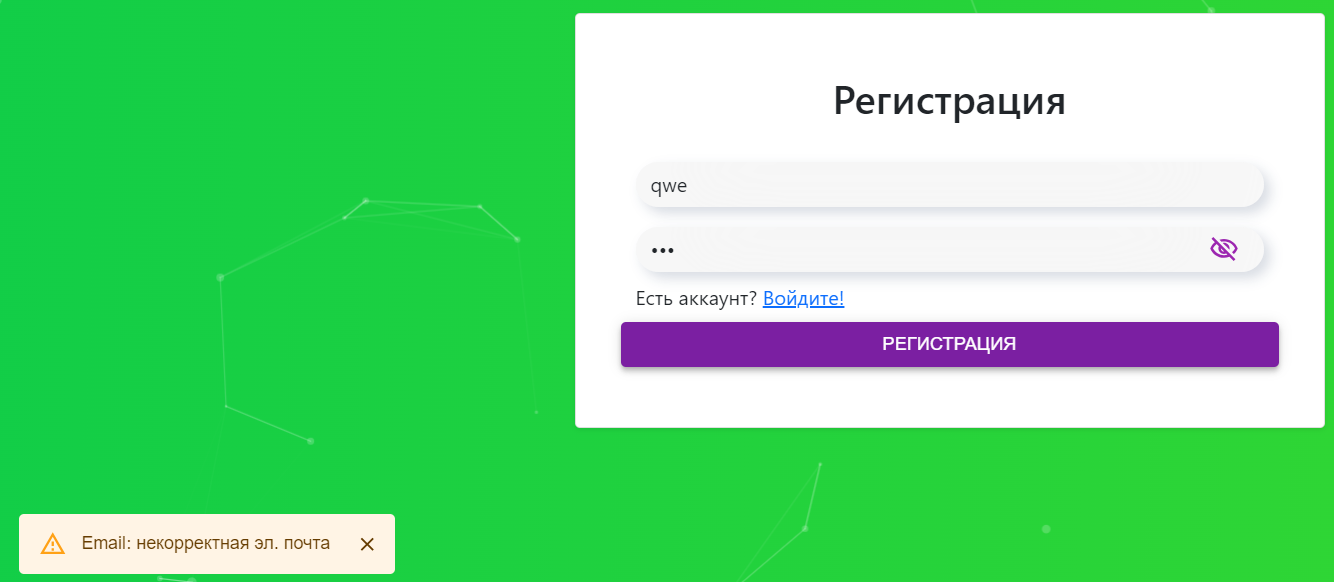 Регистрация
qwe
•••
Есть аккаунт? Войдите!
РЕГИСТРАЦИЯ
Email: некорректная эл. почта